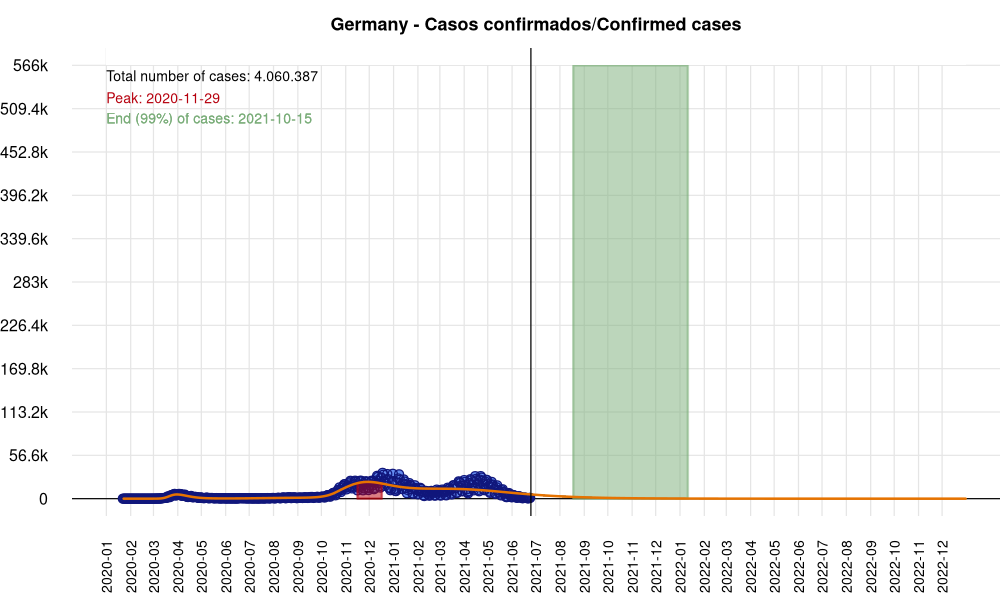 Germany - Casos confirmados/Confirmed cases
566k
Total number of cases: 4.060.387
Peak: 2020-11-29
509.4k
End (99%) of cases: 2021-10-15
452.8k
396.2k
339.6k
283k
226.4k
169.8k
113.2k
56.6k
0
2020-01
2020-02
2020-03
2020-04
2020-05
2020-06
2020-07
2020-08
2020-09
2020-10
2020-11
2020-12
2021-01
2021-02
2021-03
2021-04
2021-05
2021-06
2021-07
2021-08
2021-09
2021-10
2021-11
2021-12
2022-01
2022-02
2022-03
2022-04
2022-05
2022-06
2022-07
2022-08
2022-09
2022-10
2022-11
2022-12